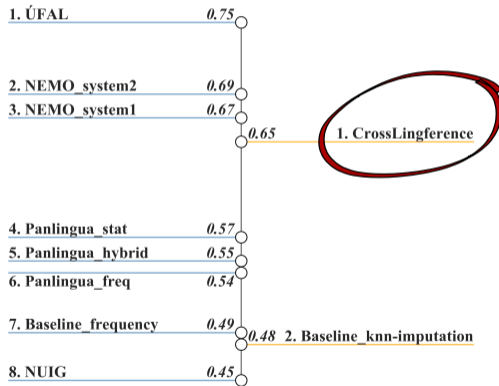 1. ÚFAL 0.75
2. NEMO_system2 0.69
3. NEMO_system1 0.67
0.65 1. CrossLingference
4. Panlingua_stat 0.57
5. Panlingua_hybrid 0.55
6. Panlingua_freq 0.54
7. Baseline_frequency 0.49
0.48 2. Baseline_knn-imputation
8. NUIG 0.45